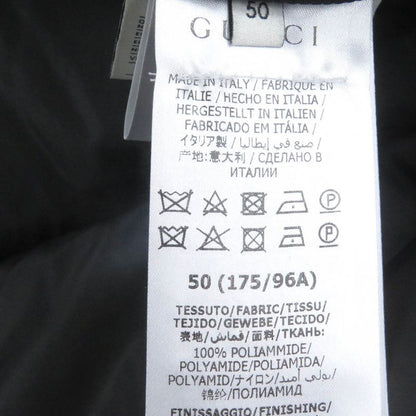 50
GUCCI
MADE IN ITALY / FABRIQUÉ EN
ITALIE / HECHO EN ITALIA /
HERGESTELLT IN ITALIEN /
FABRICADO EM ITÁLIA /
イタリア製 / صنع في إيطاليا /
产地:意大利 / СДЕЛАНО В
ИТАЛИИ
50 (175/96A)
TESSUTO/FABRIC/TISSU/
TEJIDO/GEWEBE/TECIDO/
表地/قماش/面料/ТКАНЬ:
100% POLIAMMIDE/
POLYAMIDE/POLIAMIDA/
POLYAMID/ナイロン/بولي أميد/
锦纶/ПОЛИАМИД
FINISSAGGIO/FINISHING/